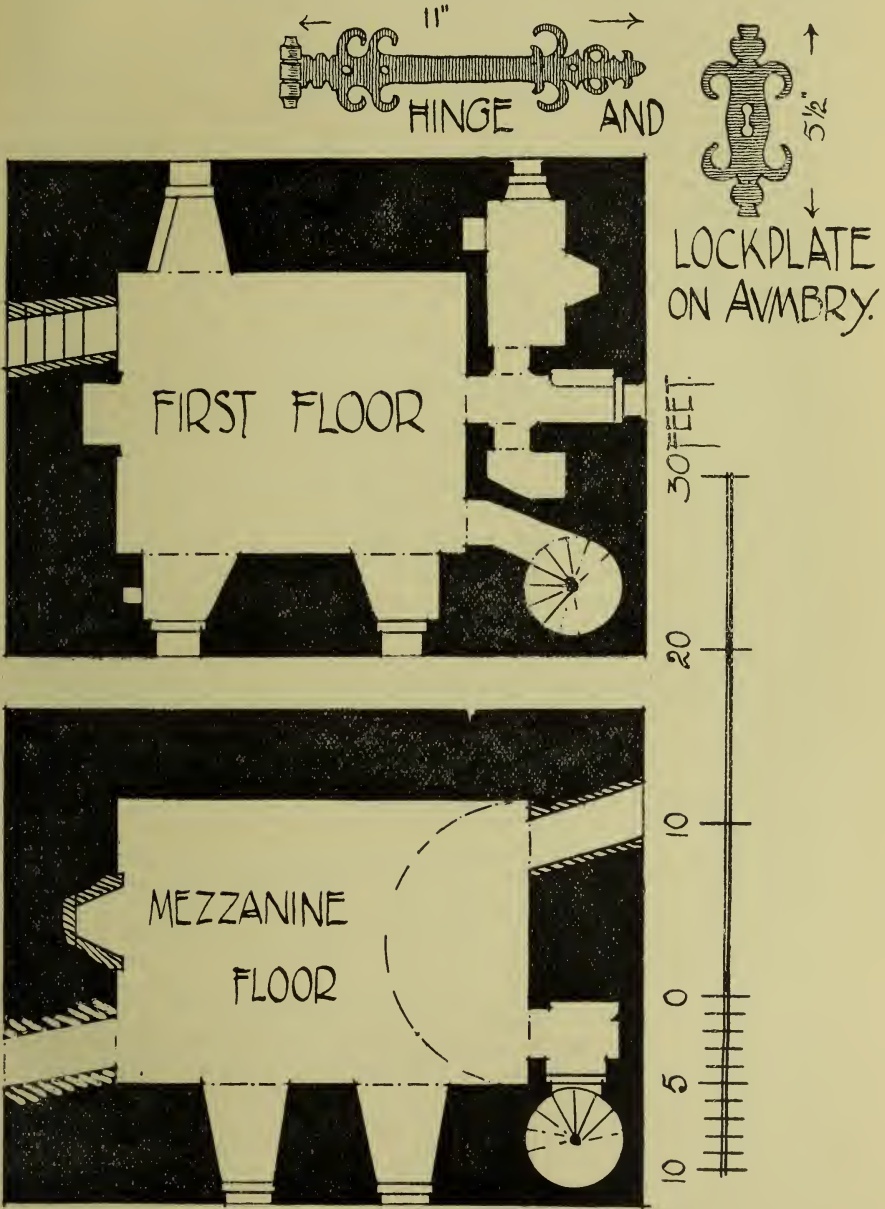 11"
HINGE AND
5½"
LOCKPLATE
ON AVMBRY.
FIRST FLOOR
30 FEET.
20
10
0
5
10
MEZZANINE
FLOOR